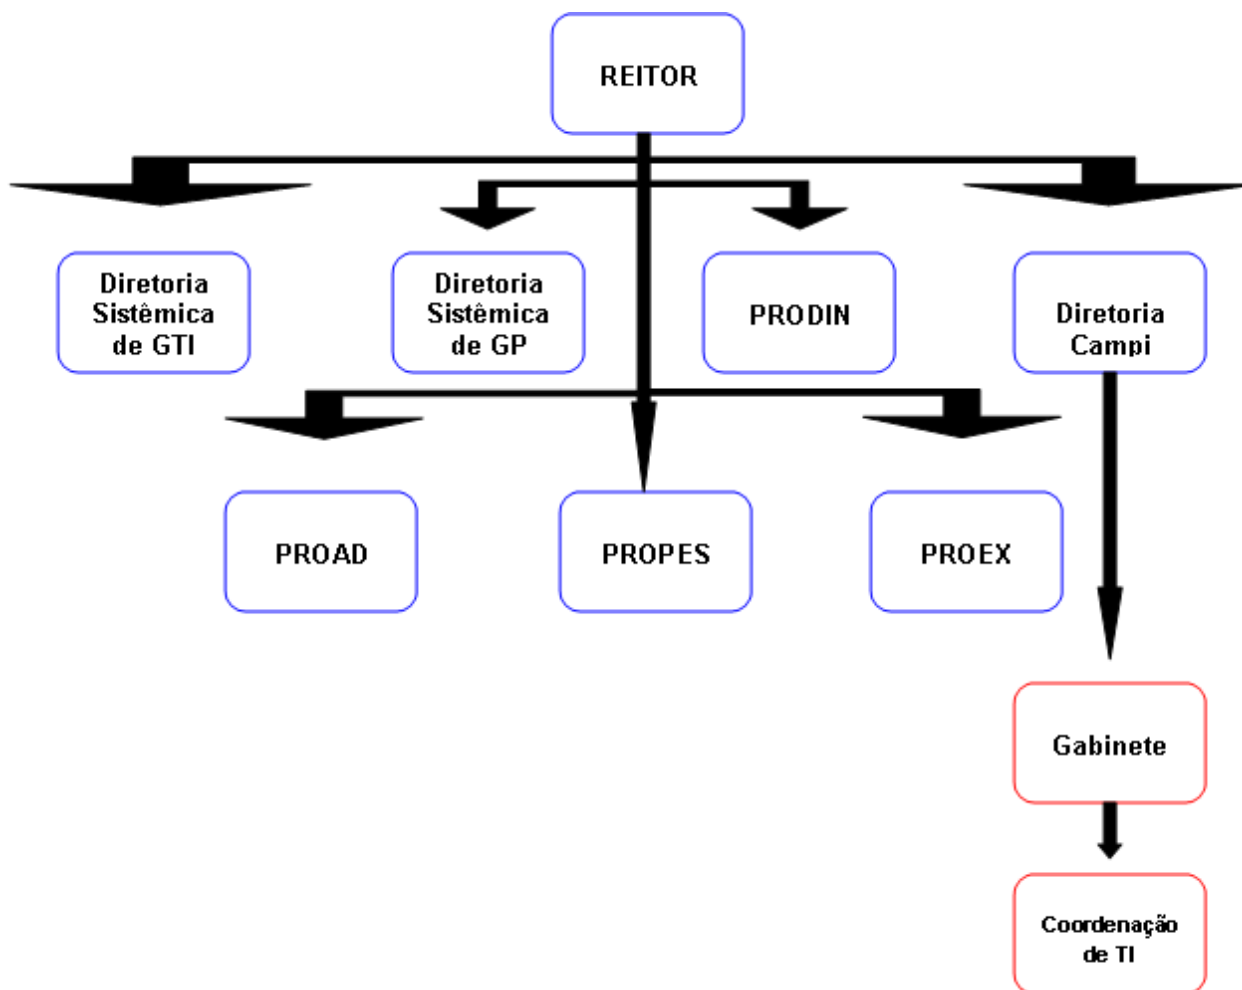 REITOR
Diretoria
Sistêmica
de GTI
Diretoria
Sistêmica
de GP
PRODIN
Diretoria
Campi
PROAD
PROPES
PROEX
Gabinete
Coordenação
de TI